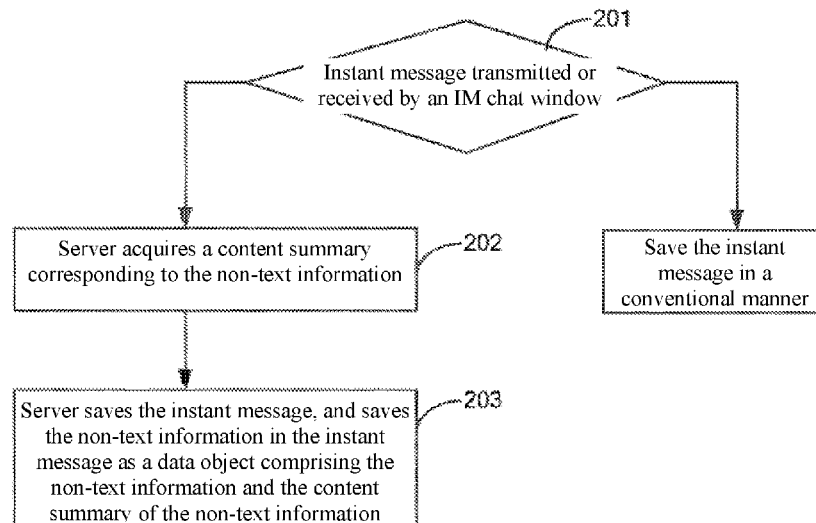 201
Instant message transmitted or
received by an IM chat window
Server acquires a content summary
corresponding to the non-text information
202
Save the instant
message in a
conventional manner
Server saves the instant message, and saves
the non-text information in the instant
message as a data object comprising the
non-text information and the content
summary of the non-text information
203